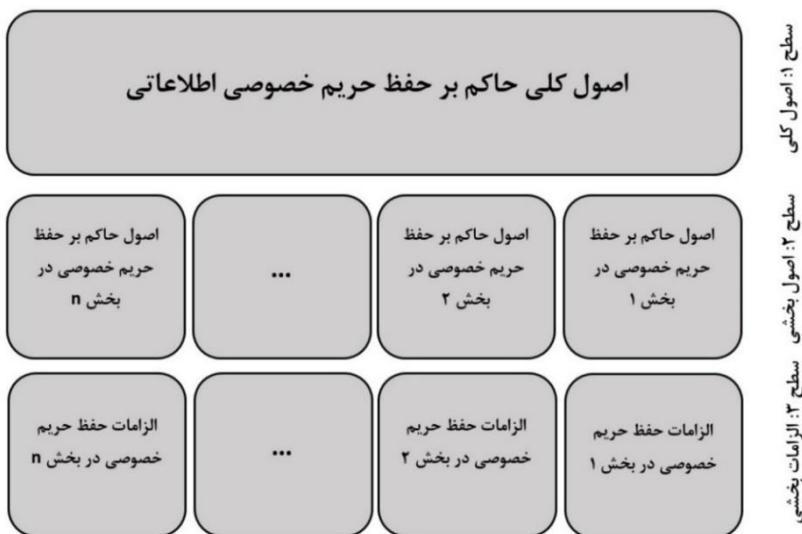 سطح ۱: اصول کلی
اصول کلی حاکم بر حفظ حریم خصوصی اطلاعاتی
سطح ۲: اصول بخشی
اصول حاکم بر حفظ
حریم خصوصی در
بخش ۱
اصول حاکم بر حفظ
حریم خصوصی در
بخش ۲
...
اصول حاکم بر حفظ
حریم خصوصی در
بخش n
سطح ۳: الزامات بخشی
الزامات حفظ حریم
خصوصی در بخش ۱
الزامات حفظ حریم
خصوصی در بخش ۲
...
الزامات حفظ حریم
خصوصی در بخش n